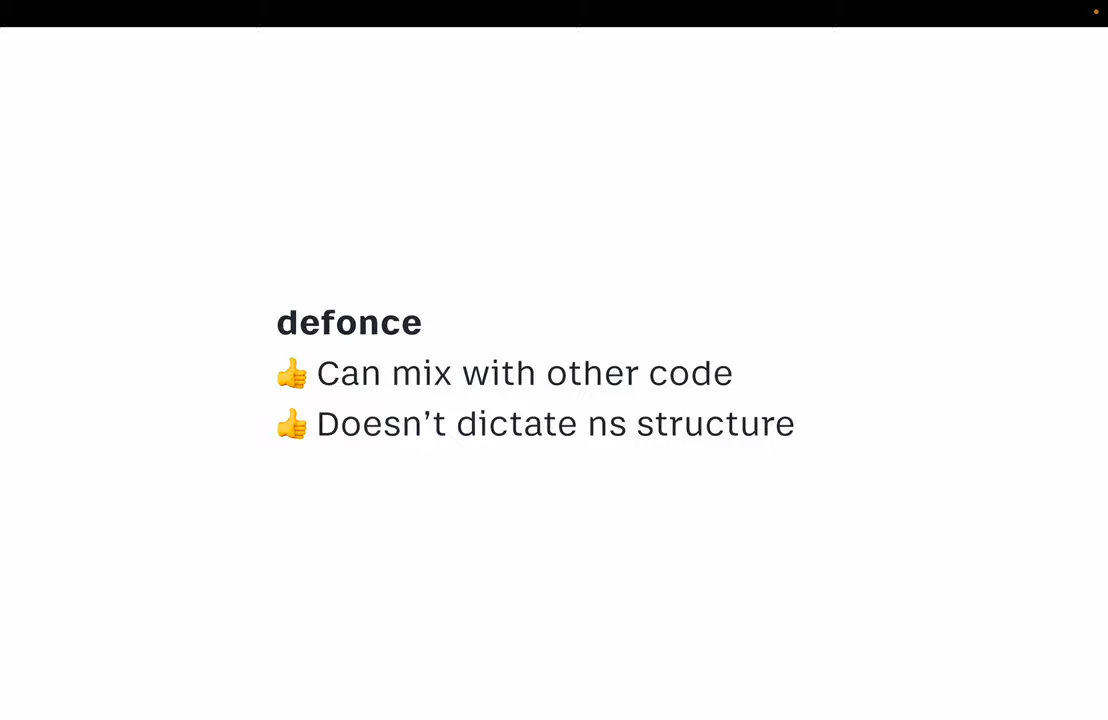 defonce
👍 Can mix with other code
👍 Doesn’t dictate ns structure